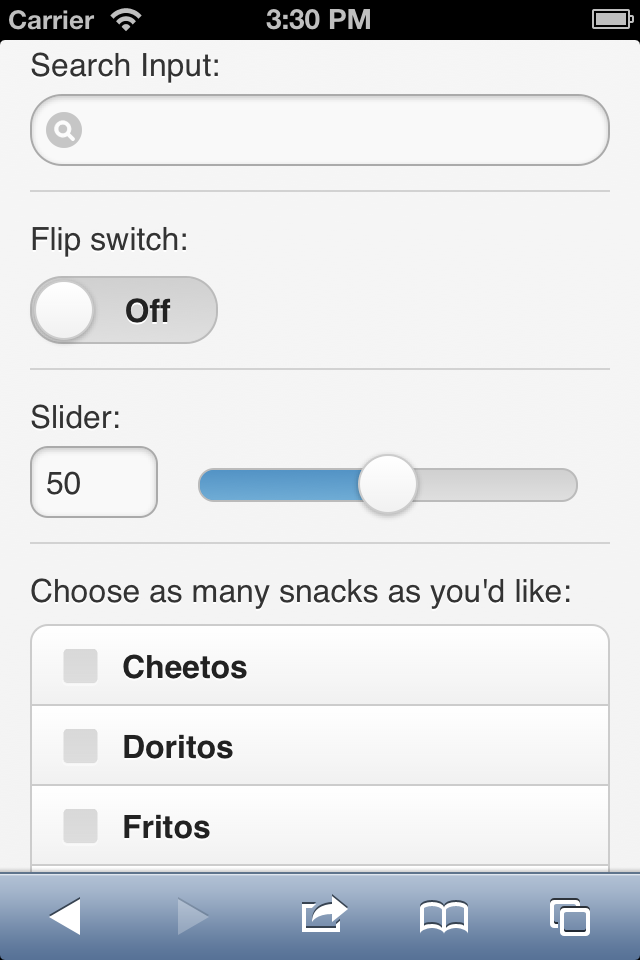 Carrier 3:30 PM
Search Input:
Flip switch:
Off
Slider:
50
Choose as many snacks as you'd like:
Cheetos
Doritos
Fritos